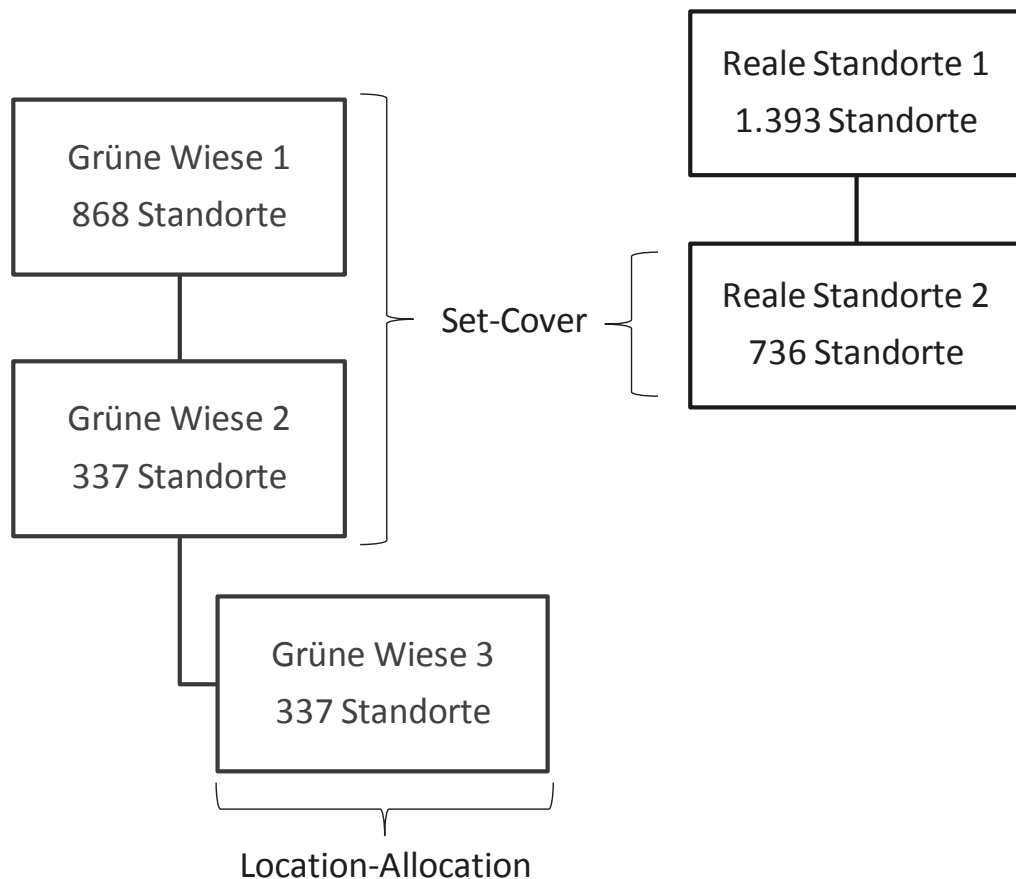 Reale Standorte 1
1.393 Standorte
Grüne Wiese 1
868 Standorte
Reale Standorte 2
736 Standorte
Set-Cover
Grüne Wiese 2
337 Standorte
Grüne Wiese 3
337 Standorte
Location-Allocation